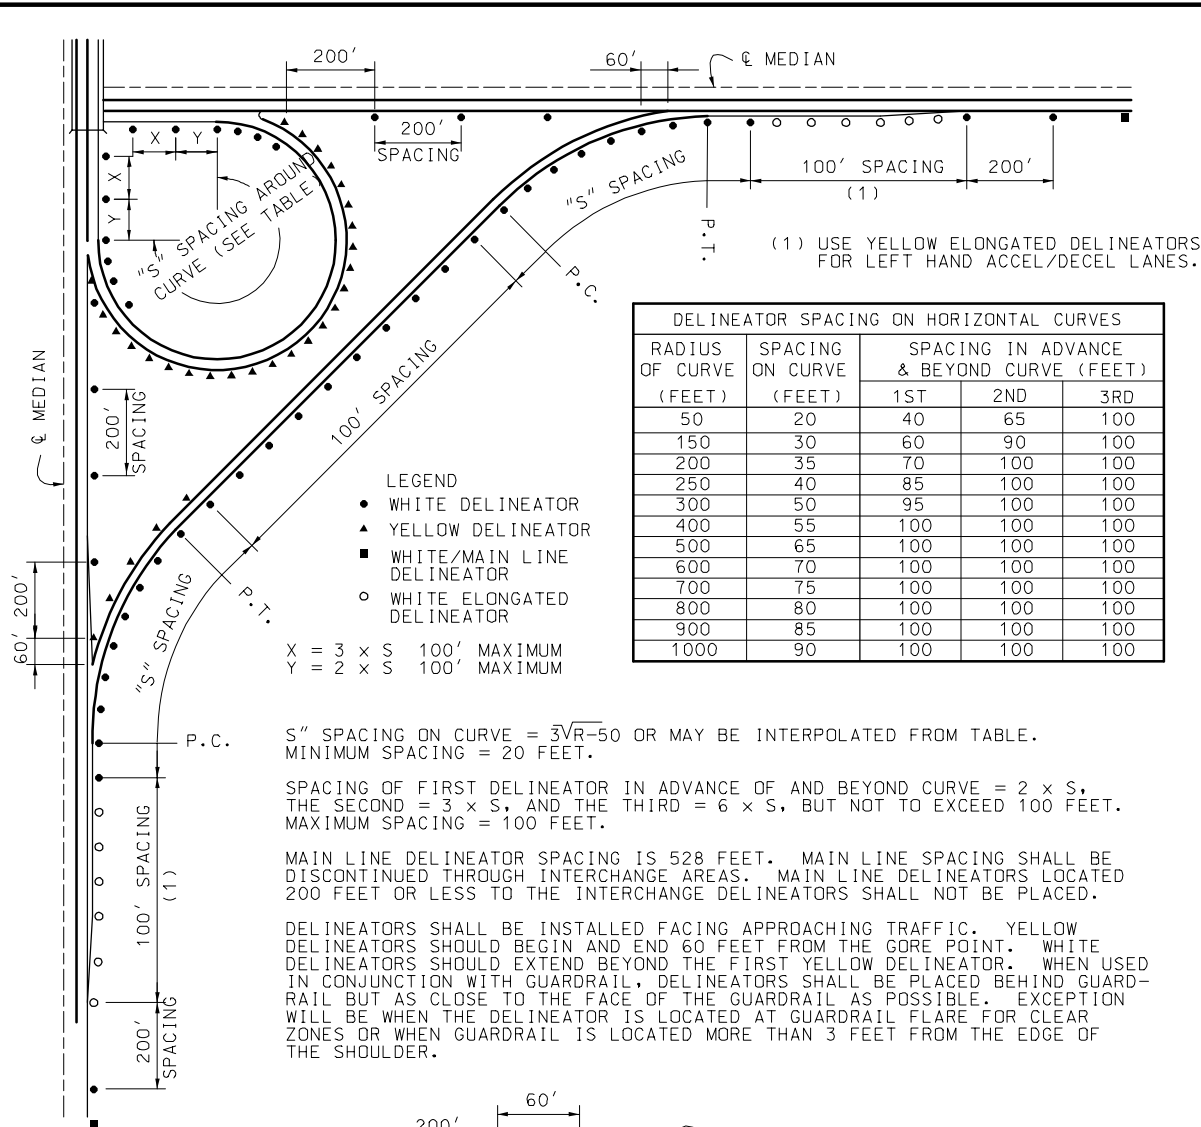 200'
60'
℄ MEDIAN
X
Y
200'
SPACING
"S" SPACING
100' SPACING
(1)
200'
X
Y
"S" SPACING AROUND
CURVE (SEE TABLE)
P.T.
(1) USE YELLOW ELONGATED DELINEATORS
FOR LEFT HAND ACCEL/DECEL LANES.
P.C.
℄ MEDIAN
200'
SPACING
100' SPACING
DELINEATOR SPACING ON HORIZONTAL CURVES
RADIUS OF CURVE (FEET)
SPACING ON CURVE (FEET)
SPACING IN ADVANCE & BEYOND CURVE (FEET)
1ST 2ND 3RD
50 20 40 65 100
150 30 60 90 100
200 35 70 100 100
250 40 85 100 100
300 50 95 100 100
400 55 100 100 100
500 65 100 100 100
600 70 100 100 100
700 75 100 100 100
800 80 100 100 100
900 85 100 100 100
1000 90 100 100 100
LEGEND
WHITE DELINEATOR
YELLOW DELINEATOR
WHITE/MAIN LINE
DELINEATOR
WHITE ELONGATED
DELINEATOR
X = 3 x S 100' MAXIMUM
Y = 2 x S 100' MAXIMUM
200'
60'
"S" SPACING
P.T.
P.C.
S" SPACING ON CURVE = 3√R-50 OR MAY BE INTERPOLATED FROM TABLE.
MINIMUM SPACING = 20 FEET.
SPACING OF FIRST DELINEATOR IN ADVANCE OF AND BEYOND CURVE = 2 x S,
THE SECOND = 3 x S, AND THE THIRD = 6 x S, BUT NOT TO EXCEED 100 FEET.
MAXIMUM SPACING = 100 FEET.
MAIN LINE DELINEATOR SPACING IS 528 FEET. MAIN LINE SPACING SHALL BE
DISCONTINUED THROUGH INTERCHANGE AREAS. MAIN LINE DELINEATORS LOCATED
200 FEET OR LESS TO THE INTERCHANGE DELINEATORS SHALL NOT BE PLACED.
DELINEATORS SHALL BE INSTALLED FACING APPROACHING TRAFFIC. YELLOW
DELINEATORS SHOULD BEGIN AND END 60 FEET FROM THE GORE POINT. WHITE
DELINEATORS SHOULD EXTEND BEYOND THE FIRST YELLOW DELINEATOR. WHEN USED
IN CONJUNCTION WITH GUARDRAIL, DELINEATORS SHALL BE PLACED BEHIND GUARD-
RAIL BUT AS CLOSE TO THE FACE OF THE GUARDRAIL AS POSSIBLE. EXCEPTION
WILL BE WHEN THE DELINEATOR IS LOCATED AT GUARDRAIL FLARE FOR CLEAR
ZONES OR WHEN GUARDRAIL IS LOCATED MORE THAN 3 FEET FROM THE EDGE OF
THE SHOULDER.
100' SPACING
(1)
200'
SPACING
60'
200'